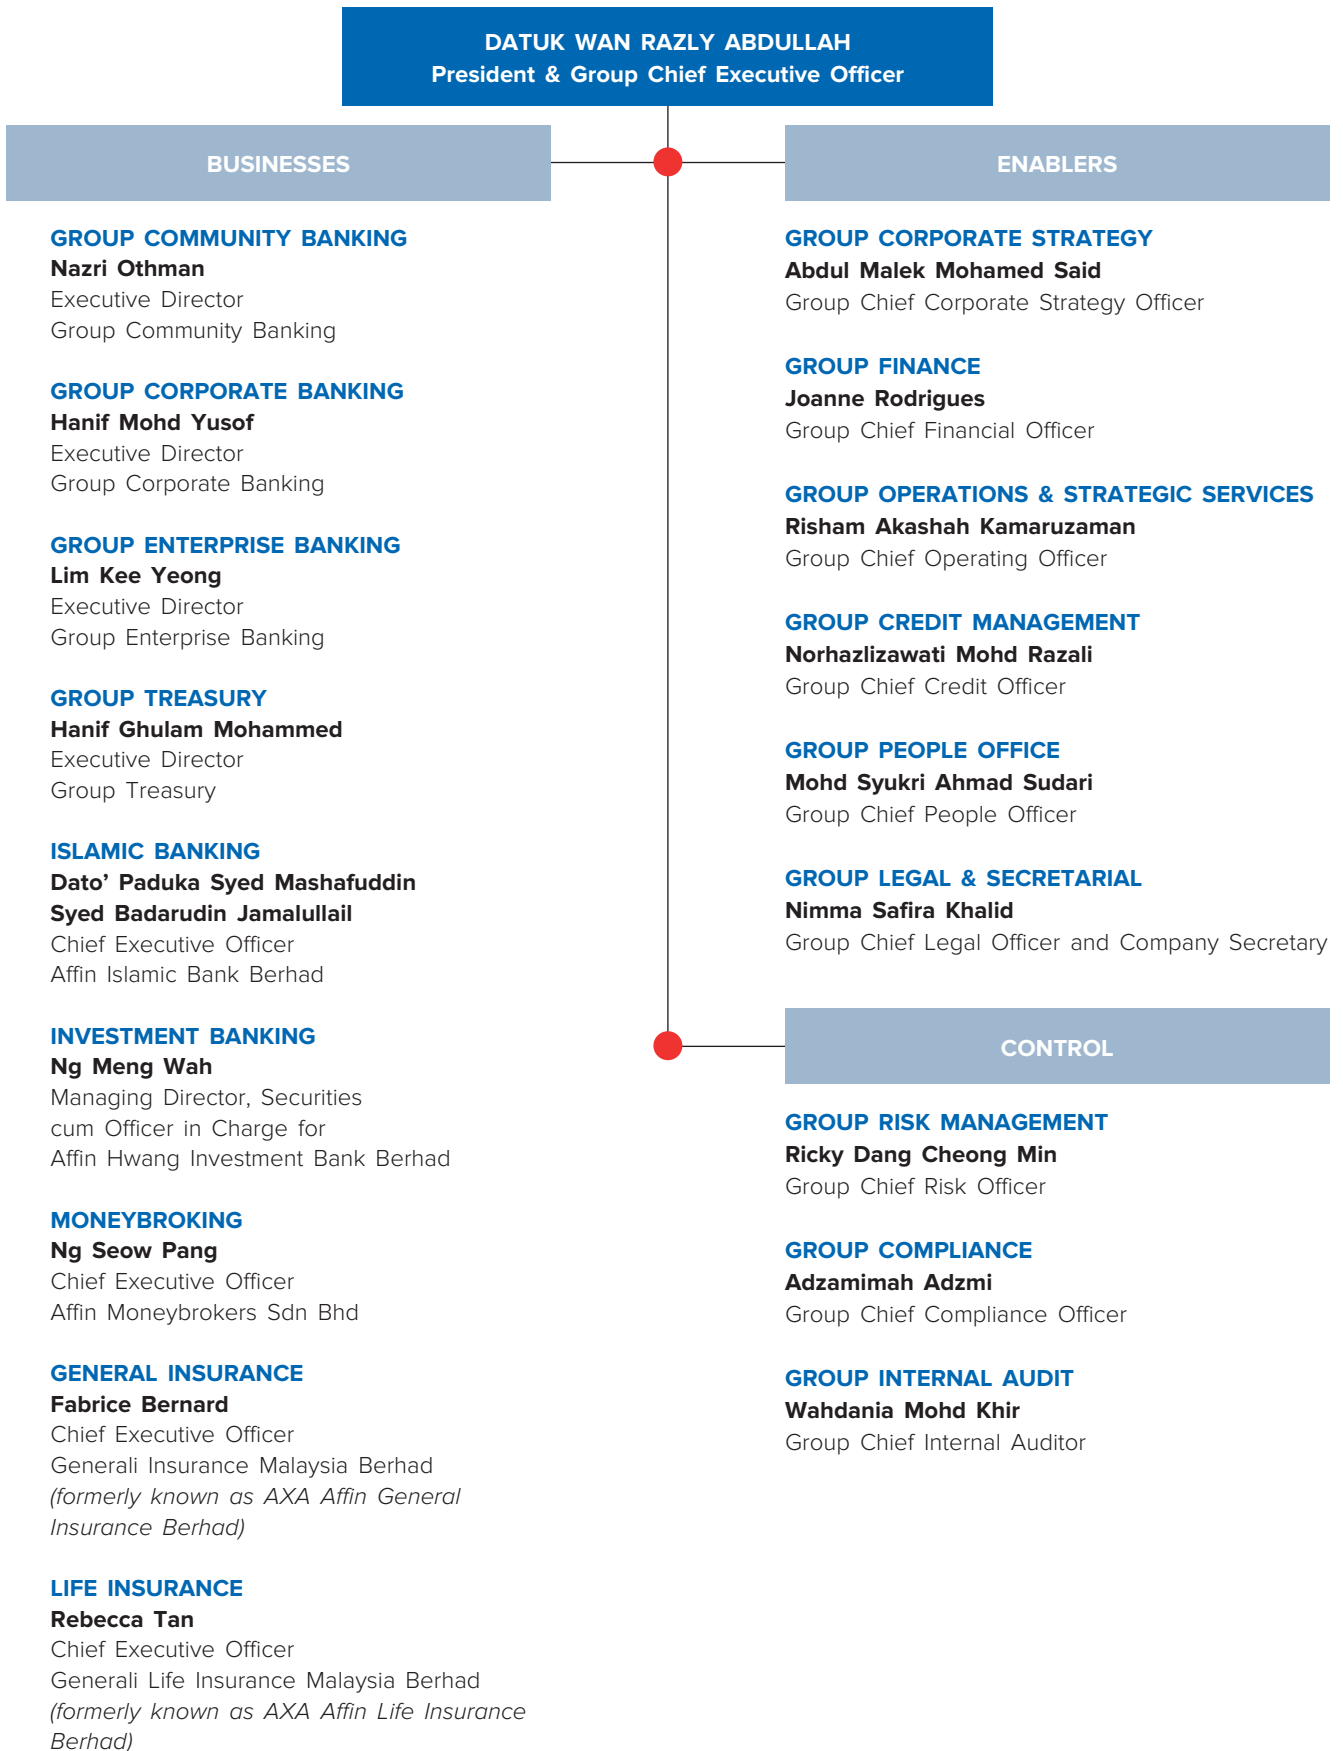 DATUK WAN RAZLY ABDULLAH
President & Group Chief Executive Officer
BUSINESSES
GROUP COMMUNITY BANKING
Nazri Othman
Executive Director
Group Community Banking
GROUP CORPORATE BANKING
Hanif Mohd Yusof
Executive Director
Group Corporate Banking
GROUP ENTERPRISE BANKING
Lim Kee Yeong
Executive Director
Group Enterprise Banking
GROUP TREASURY
Hanif Ghulam Mohammed
Executive Director
Group Treasury
ISLAMIC BANKING
Dato’ Paduka Syed Mashafuddin
Syed Badarudin Jamalullail
Chief Executive Officer
Affin Islamic Bank Berhad
INVESTMENT BANKING
Ng Meng Wah
Managing Director, Securities
cum Officer in Charge for
Affin Hwang Investment Bank Berhad
MONEYBROKING
Ng Seow Pang
Chief Executive Officer
Affin Moneybrokers Sdn Bhd
GENERAL INSURANCE
Fabrice Bernard
Chief Executive Officer
Generali Insurance Malaysia Berhad
(formerly known as AXA Affin General
Insurance Berhad)
LIFE INSURANCE
Rebecca Tan
Chief Executive Officer
Generali Life Insurance Malaysia Berhad
(formerly known as AXA Affin Life Insurance
Berhad)
ENABLERS
GROUP CORPORATE STRATEGY
Abdul Malek Mohamed Said
Group Chief Corporate Strategy Officer
GROUP FINANCE
Joanne Rodrigues
Group Chief Financial Officer
GROUP OPERATIONS & STRATEGIC SERVICES
Risham Akashah Kamaruzaman
Group Chief Operating Officer
GROUP CREDIT MANAGEMENT
Norhazlizawati Mohd Razali
Group Chief Credit Officer
GROUP PEOPLE OFFICE
Mohd Syukri Ahmad Sudari
Group Chief People Officer
GROUP LEGAL & SECRETARIAL
Nimma Safira Khalid
Group Chief Legal Officer and Company Secretary
CONTROL
GROUP RISK MANAGEMENT
Ricky Dang Cheong Min
Group Chief Risk Officer
GROUP COMPLIANCE
Adzamimah Adzmi
Group Chief Compliance Officer
GROUP INTERNAL AUDIT
Wahdania Mohd Khir
Group Chief Internal Auditor